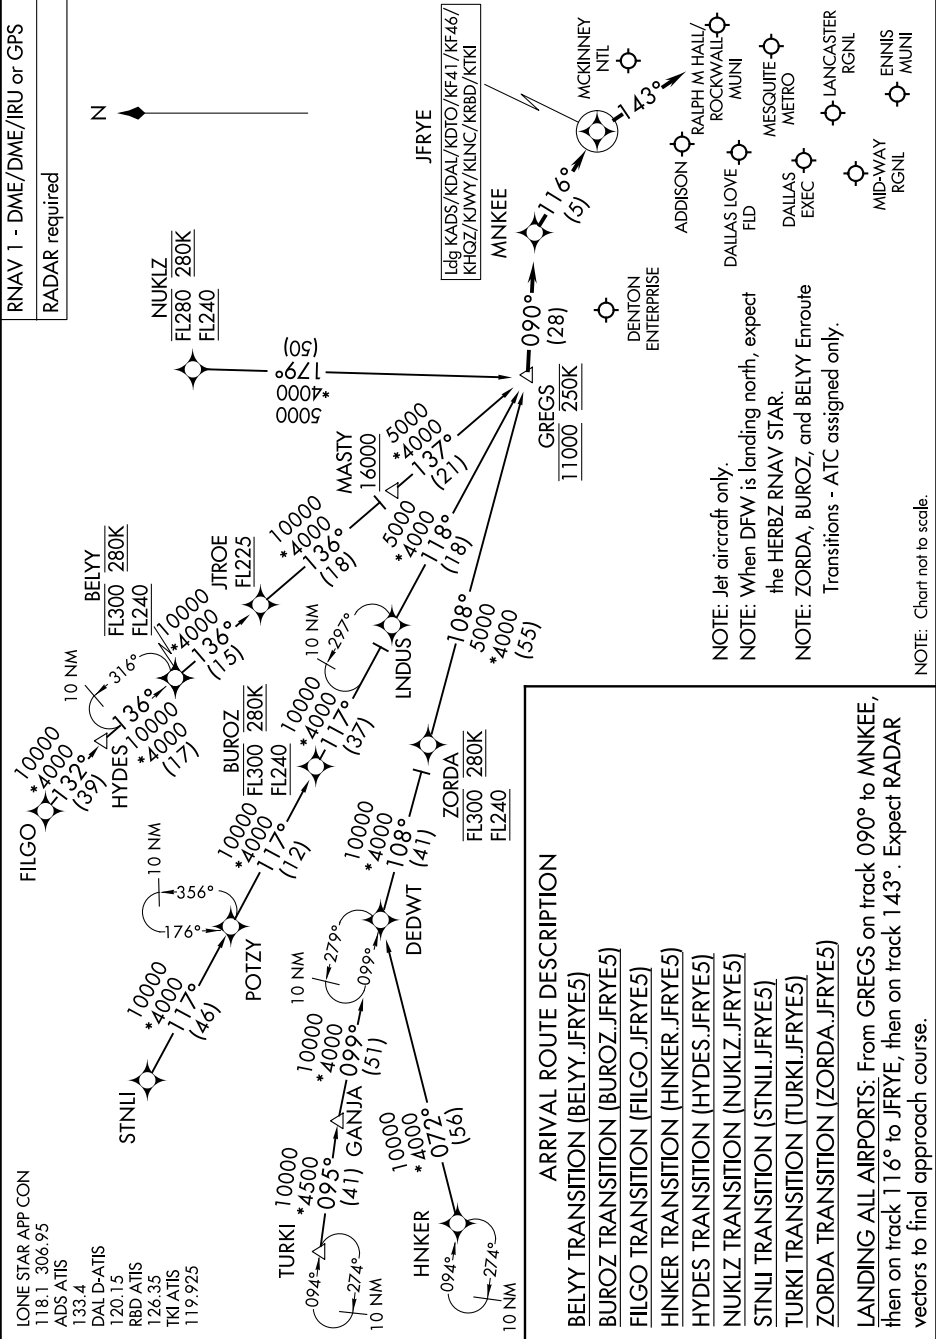 RNAV 1 - DME/DME/IRU or GPS
RADAR required
LONE STAR APP CON
118.1 306.95
ADS ATIS
133.4
DAL D-ATIS
120.15
RBD ATIS
126.35
TKI ATIS
119.925
N
NUKLZ
FL280 280K
FL240
5000
*4000
179°
(50)
JFRYE
Ldg KADS/KDAL/KDTO/KF41/KF46/
KHQZ/KJWY/KLNC/KRBD/KTKI
MNKEE
116°
(5)
143°
090°
(28)
GREGS
11000 250K
MCKINNEY
NTL
RALPH M HALL/
ROCKWALL
MUNI
ADDISON
MESQUITE
METRO
DALLAS LOVE
FLD
LANCASTER
RGNL
DALLAS
EXEC
ENNIS
MUNI
MID-WAY
RGNL
DENTON
ENTERPRISE
FILGO
10000
*4000
132°
(39)
HYDES
136°
10000
*4000
(17)
10 NM
316°
BELYY
FL300 280K
FL240
10000
*4000
136°
(15)
JTROE
FL225
10000
*4000
136°
(18)
MASTY
16000
5000
*4000
137°
(21)
STNLI
10000
*4000
117°
(46)
POTZY
10 NM
356°
176°
10000
*4000
117°
(12)
BUROZ
FL300 280K
FL240
10000
*4000
117°
(37)
10 NM
297°
LNDUS
5000
*4000
118°
(18)
TURKI
10000
*4500
095°
(41)
094°
274°
10 NM
GANJA
10000
*4000
099°
(51)
10 NM
279°
099°
DEDWT
10000
*4000
108°
(41)
ZORDA
FL300 280K
FL240
108°
5000
*4000
(55)
HNKER
10000
*4000
072°
(56)
094°
274°
10 NM
NOTE: Jet aircraft only.
NOTE: When DFW is landing north, expect
the HERBZ RNAV STAR.
NOTE: ZORDA, BUROZ, and BELYY Enroute
Transitions - ATC assigned only.
NOTE: Chart not to scale.
ARRIVAL ROUTE DESCRIPTION
BELYY TRANSITION (BELYY.JFRYE5)
BUROZ TRANSITION (BUROZ.JFRYE5)
FILGO TRANSITION (FILGO.JFRYE5)
HNKER TRANSITION (HNKER.JFRYE5)
HYDES TRANSITION (HYDES.JFRYE5)
NUKLZ TRANSITION (NUKLZ.JFRYE5)
STNLI TRANSITION (STNLI.JFRYE5)
TURKI TRANSITION (TURKI.JFRYE5)
ZORDA TRANSITION (ZORDA.JFRYE5)
LANDING ALL AIRPORTS: From GREGS on track 090° to MNKEE,
then on track 116° to JFRYE, then on track 143°. Expect RADAR
vectors to final approach course.